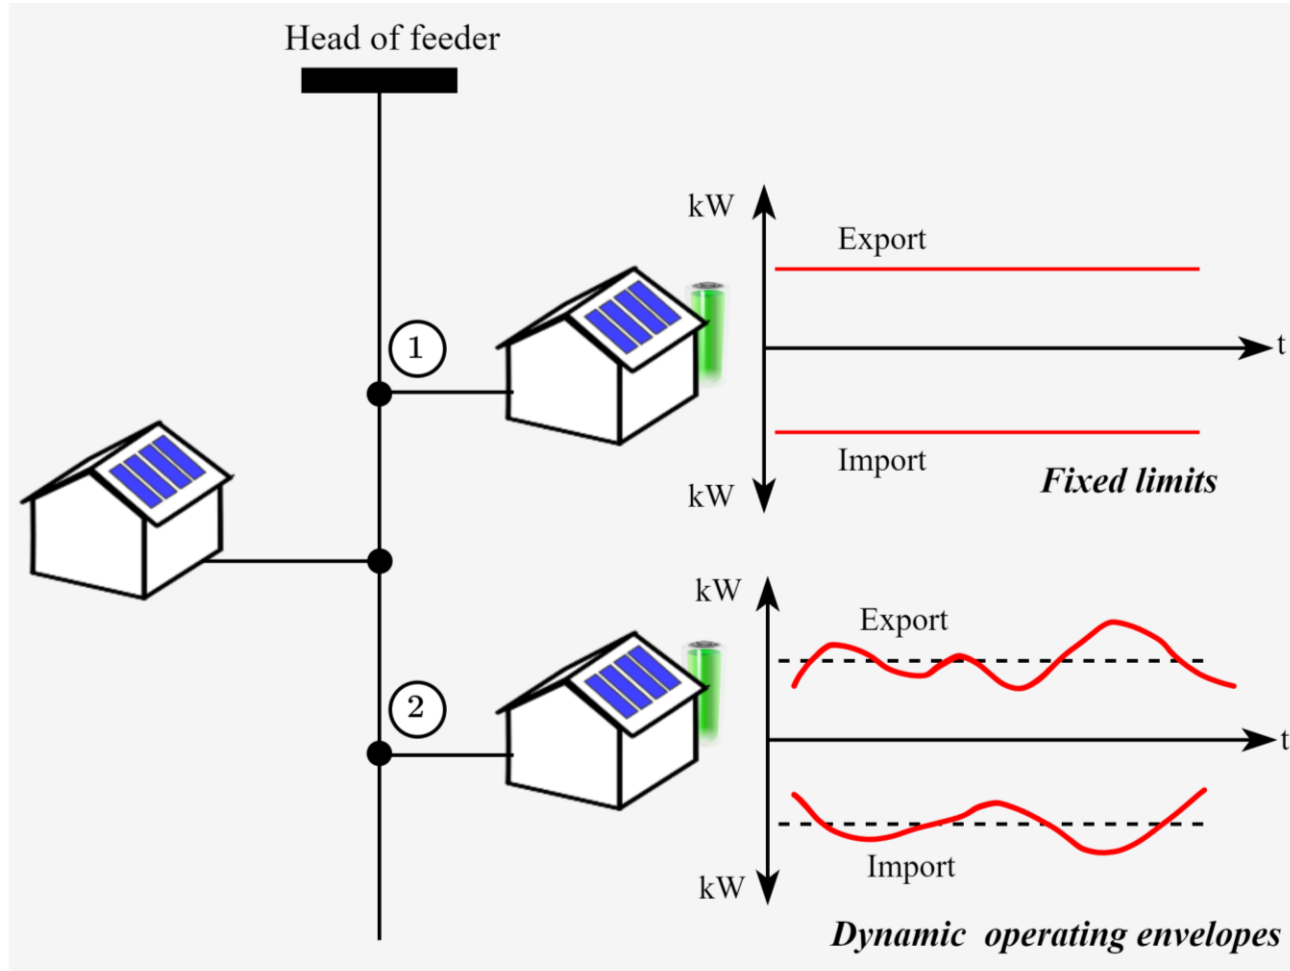 Head of feeder
kW
Export
1
t
Import
kW
Fixed limits
kW
Export
2
t
Import
kW
Dynamic operating envelopes